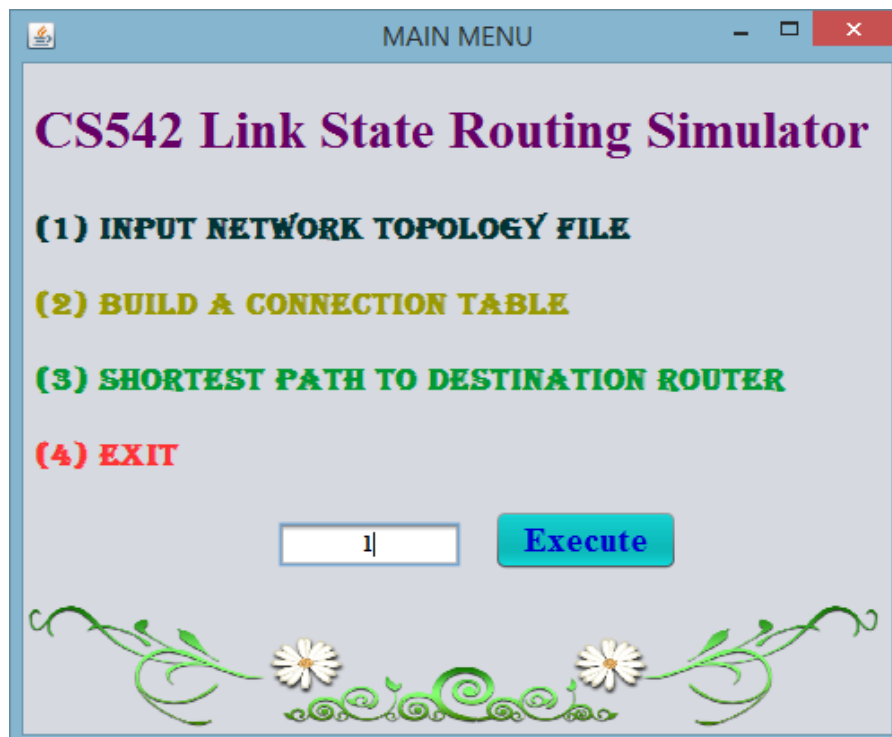 MAIN MENU
CS542 Link State Routing Simulator
(1) INPUT NETWORK TOPOLOGY FILE
(2) BUILD A CONNECTION TABLE
(3) SHORTEST PATH TO DESTINATION ROUTER
(4) EXIT
1 Execute